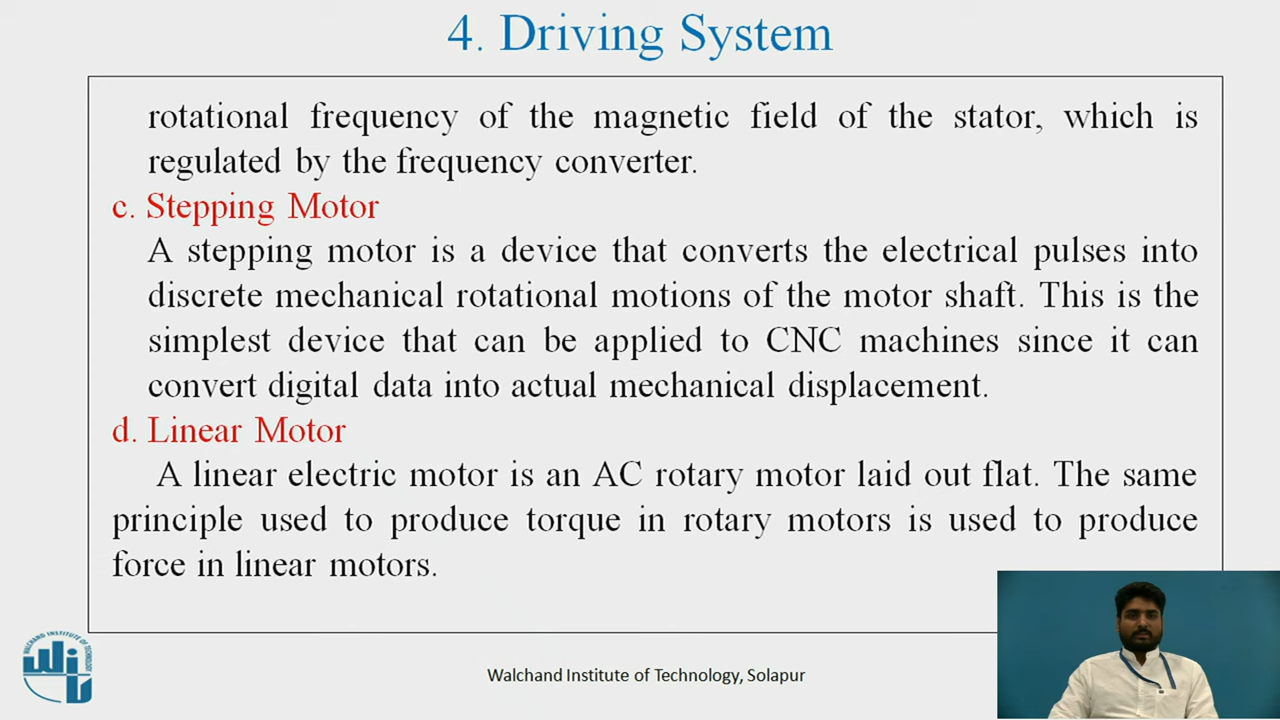 4. Driving System
rotational frequency of the magnetic field of the stator, which is
regulated by the frequency converter.
c. Stepping Motor
A stepping motor is a device that converts the electrical pulses into
discrete mechanical rotational motions of the motor shaft. This is the
simplest device that can be applied to CNC machines since it can
convert digital data into actual mechanical displacement.
d. Linear Motor
A linear electric motor is an AC rotary motor laid out flat. The same
principle used to produce torque in rotary motors is used to produce
force in linear motors.
WALCHAND INSTITUTE OF TECHNOLOGY
WIT
Walchand Institute of Technology, Solapur